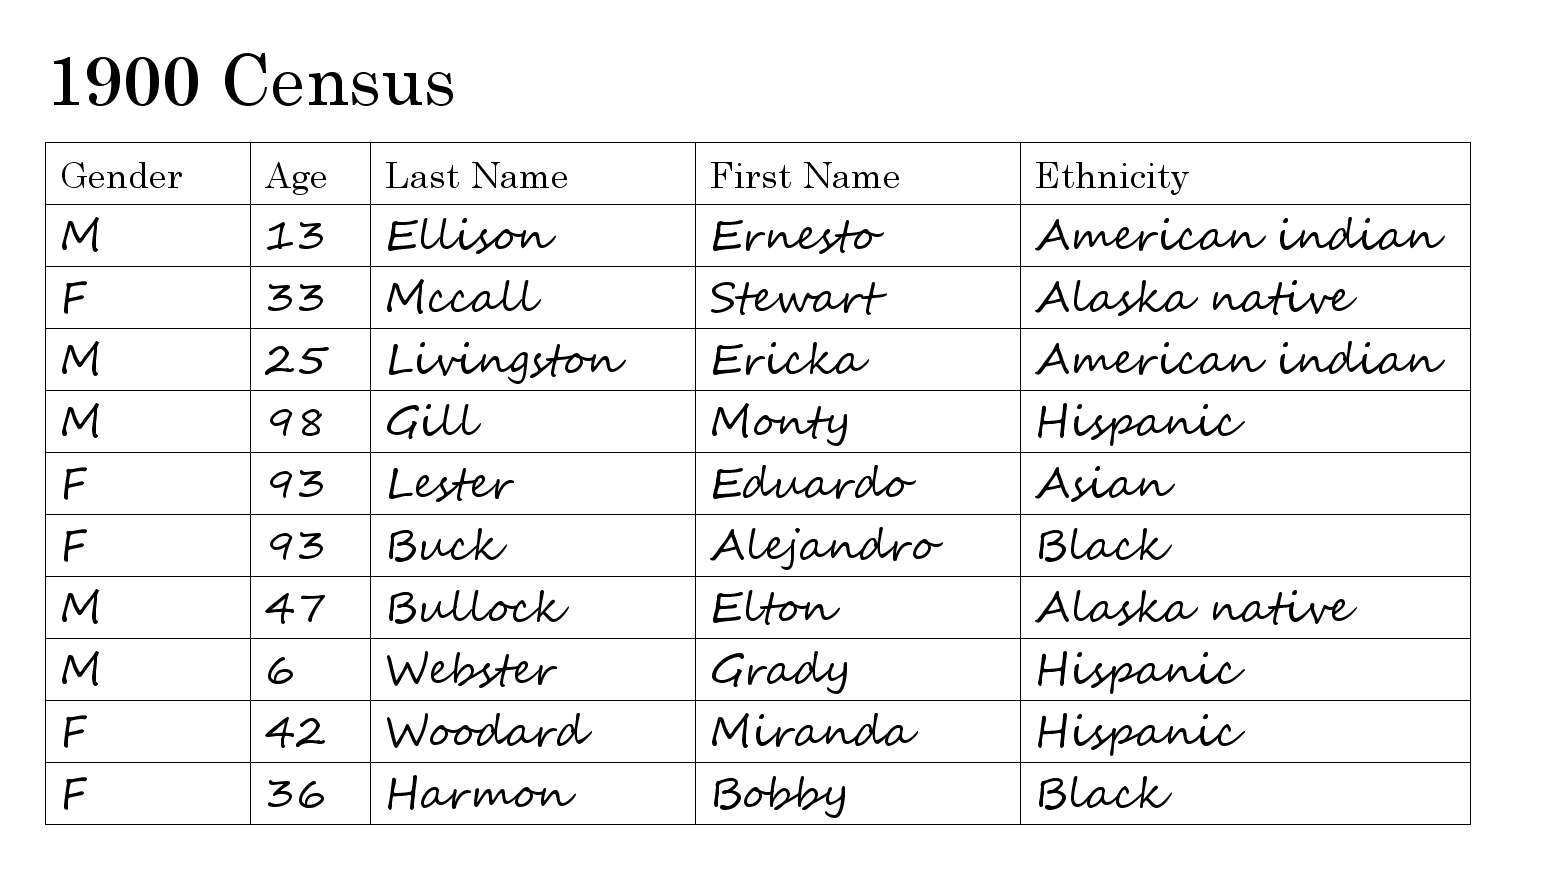 1900 Census
Gender Age Last Name First Name Ethnicity
M 13 Ellison Ernesto American indian
F 33 Mccall Stewart Alaska native
M 25 Livingston Ericka American indian
M 98 Gill Monty Hispanic
F 93 Lester Eduardo Asian
F 93 Buck Alejandro Black
M 47 Bullock Elton Alaska native
M 6 Webster Grady Hispanic
F 42 Woodard Miranda Hispanic
F 36 Harmon Bobby Black